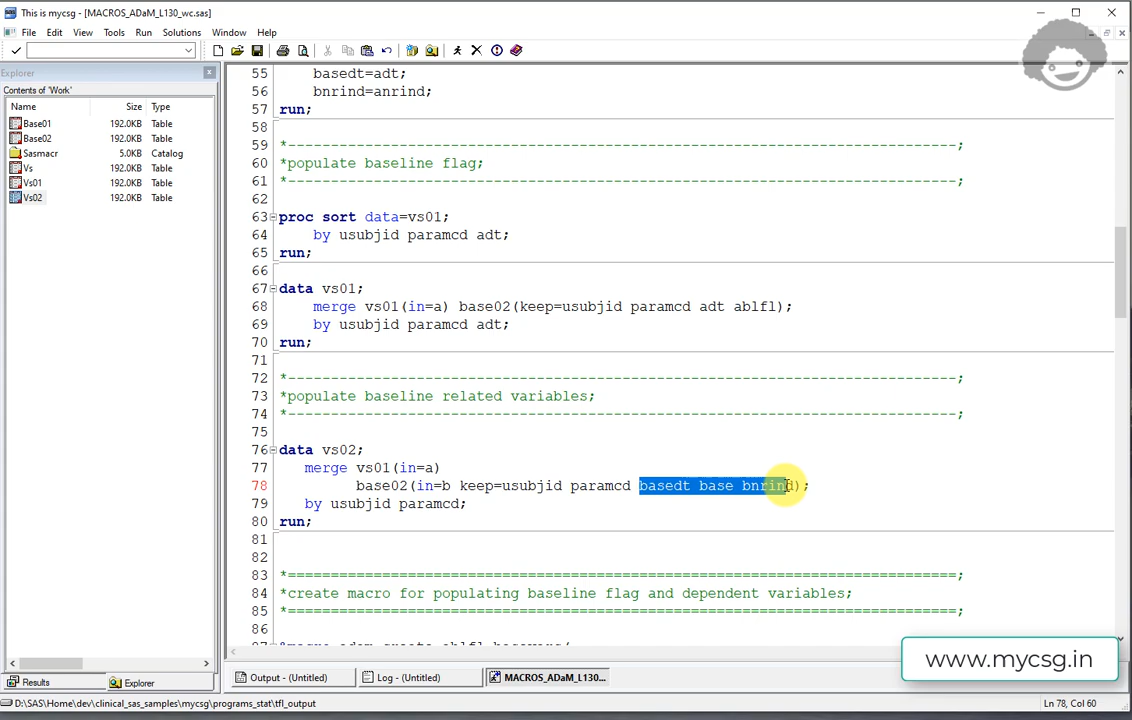 This is mycsg - [MACROS_ADaM_L130_wc.sas]
File Edit View Tools Run Solutions Window Help
Explorer
Contents of 'Work'
Name Size Type
Base01 192.0KB Table
Base02 192.0KB Table
Sasmacr 5.0KB Catalog
Vs 192.0KB Table
Vs01 192.0KB Table
Vs02 192.0KB Table
55 basedt=adt;
56 bnrind=anrind;
57 run;
58
59 *------------------------------------------------------------------------------;
60 *populate baseline flag;
61 *------------------------------------------------------------------------------;
62
63 proc sort data=vs01;
64 by usubjid paramcd adt;
65 run;
66
67 data vs01;
68 merge vs01(in=a) base02(keep=usubjid paramcd adt ablfl);
69 by usubjid paramcd adt;
70 run;
71
72 *------------------------------------------------------------------------------;
73 *populate baseline related variables;
74 *------------------------------------------------------------------------------;
75
76 data vs02;
77 merge vs01(in=a)
78 base02(in=b keep=usubjid paramcd basedt base bnrind);
79 by usubjid paramcd;
80 run;
81
82
83 *==============================================================================;
84 *create macro for populating baseline flag and dependent variables;
85 *==============================================================================;
86
www.mycsg.in
Results Explorer
Output - (Untitled) Log - (Untitled) MACROS_ADaM_L130...
D:\SAS\Home\dev\clinical_sas_samples\mycsg\programs_stat\tfl_output
Ln 78, Col 60